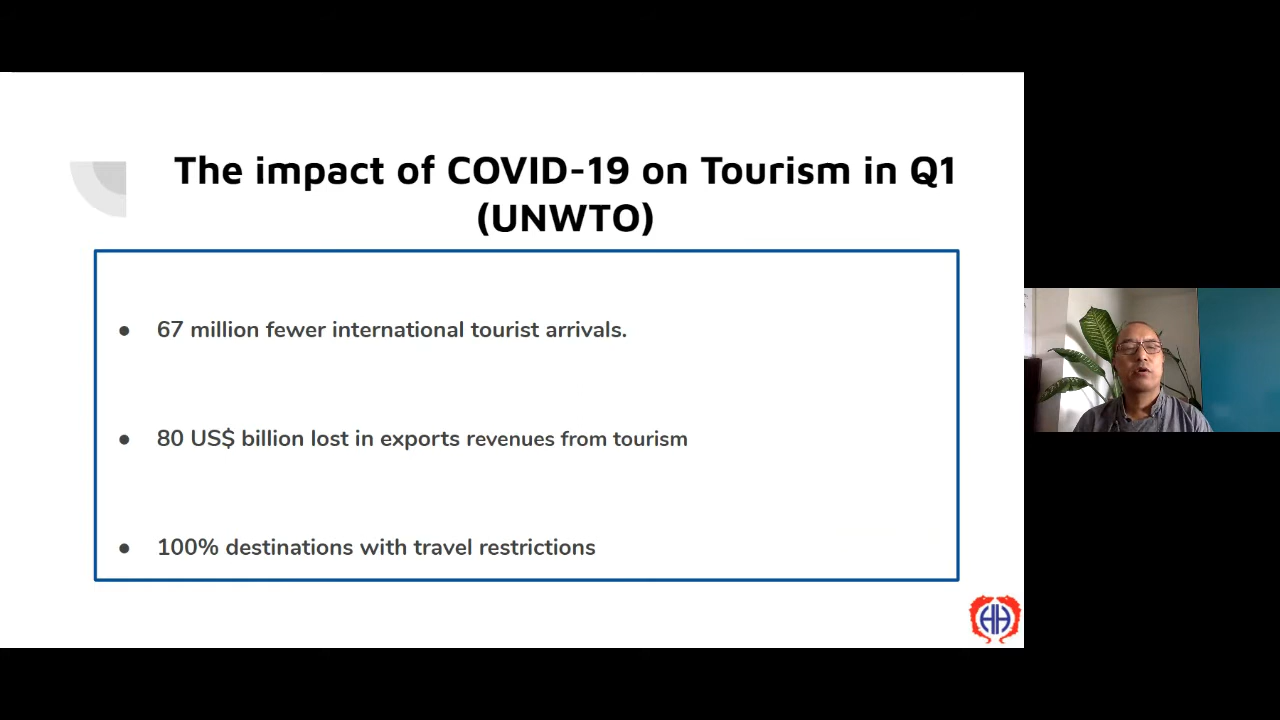 The impact of COVID-19 on Tourism in Q1
(UNWTO)
● 67 million fewer international tourist arrivals.
● 80 US$ billion lost in exports revenues from tourism
● 100% destinations with travel restrictions
HH